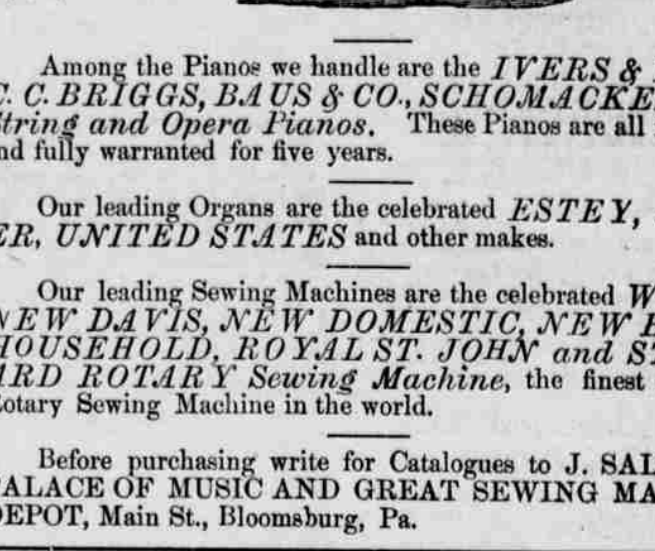 Among the Pianos we handle are the IVERS &
C. C. BRIGGS, BAUS & CO., SCHOMACKE
String and Opera Pianos. These Pianos are all
nd fully warranted for five years.
Our leading Organs are the celebrated ESTEY,
ER, UNITED STATES and other makes.
Our leading Sewing Machines are the celebrated W
NEW DAVIS, NEW DOMESTIC, NEW
HOUSEHOLD, ROYAL ST. JOHN and ST
ARD ROTARY Sewing Machine, the finest
Rotary Sewing Machine in the world.
Before purchasing write for Catalogues to J. SAL
PALACE OF MUSIC AND GREAT SEWING MA
DEPOT, Main St., Bloomsburg, Pa.